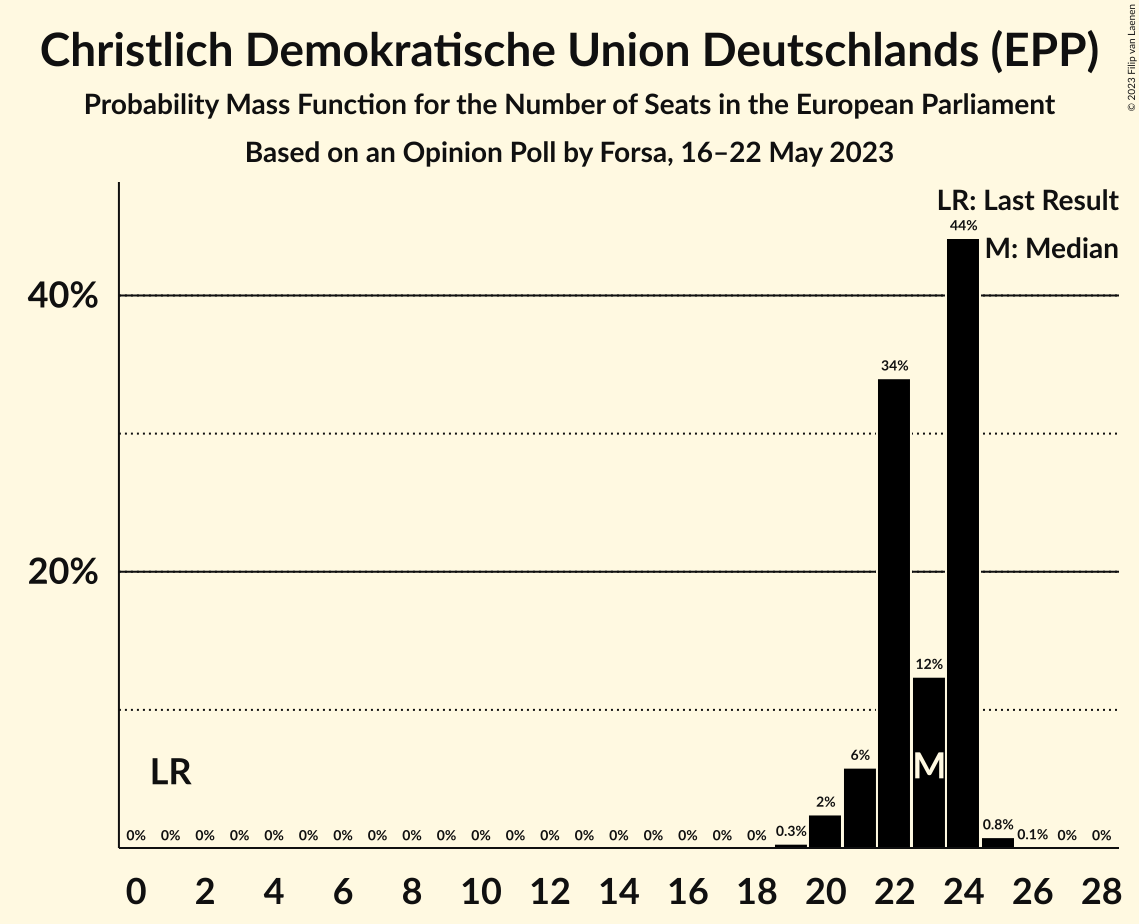 Christlich Demokratische Union Deutschlands (EPP)
Probability Mass Function for the Number of Seats in the European Parliament
Based on an Opinion Poll by Forsa, 16–22 May 2023
© 2023 Filip van Laenen
LR: Last Result
M: Median
40%
20%
44%
34%
12%
6%
2%
0.3%
0.8%
0.1%
LR
M
0% 0% 0% 0% 0% 0% 0% 0% 0% 0% 0% 0% 0% 0% 0% 0% 0% 0% 0% 0% 0%
0 2 4 6 8 10 12 14 16 18 20 22 24 26 28